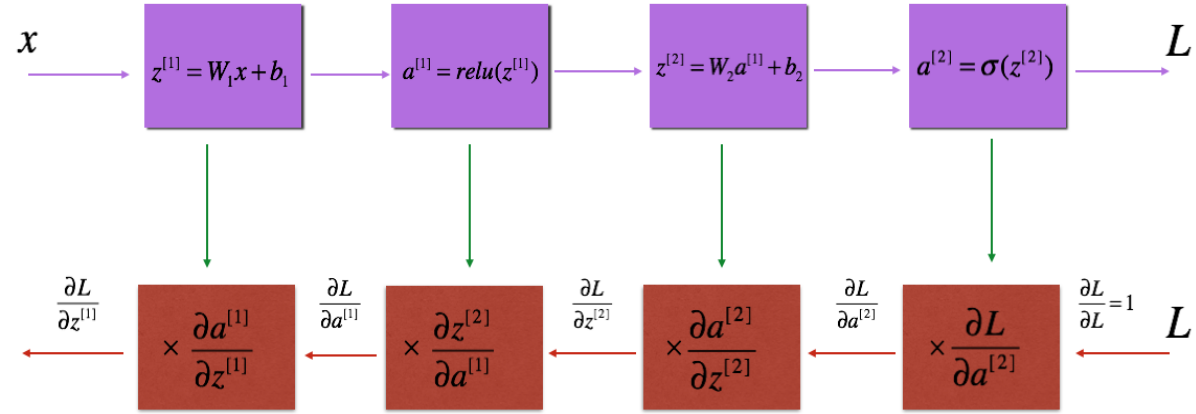 x
z^{[1]} = W_1 x + b_1
a^{[1]} = relu(z^{[1]})
z^{[2]} = W_2 a^{[1]} + b_2
a^{[2]} = σ(z^{[2]})
L
∂L/∂z^{[1]}
× ∂a^{[1]}/∂z^{[1]}
∂L/∂a^{[1]}
× ∂z^{[2]}/∂a^{[1]}
∂L/∂z^{[2]}
× ∂a^{[2]}/∂z^{[2]}
∂L/∂a^{[2]}
× ∂L/∂a^{[2]}
∂L/∂L = 1
L